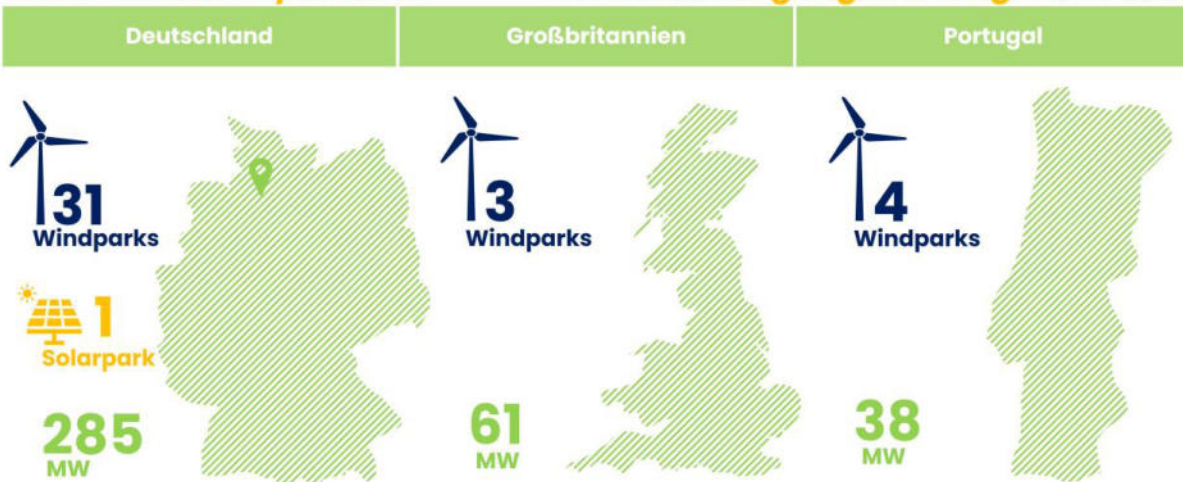 Deutschland
Großbritannien
Portugal
31
Windparks
3
Windparks
4
Windparks
1
Solarpark
285
MW
61
MW
38
MW